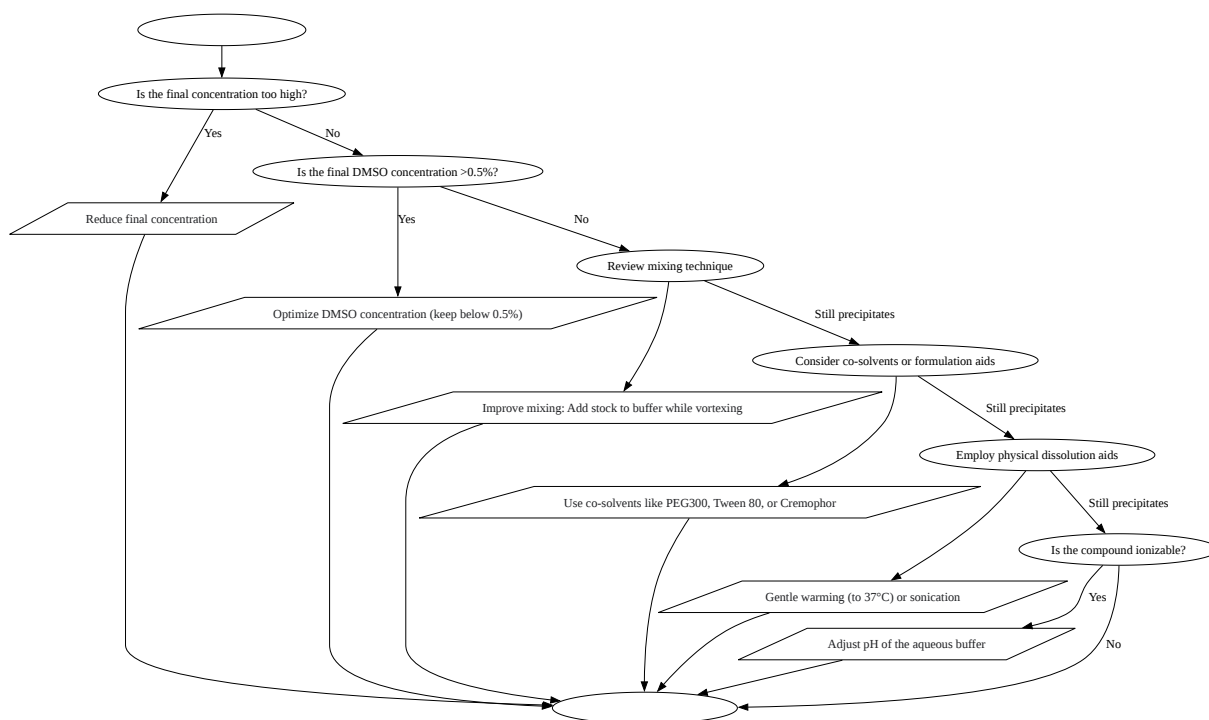 Is the final concentration too high?
Yes
No
Is the final DMSO concentration >0.5%?
Reduce final concentration
Yes
No
Review mixing technique
Optimize DMSO concentration (keep below 0.5%)
Still precipitates
Consider co-solvents or formulation aids
Improve mixing: Add stock to buffer while vortexing
Still precipitates
Employ physical dissolution aids
Use co-solvents like PEG300, Tween 80, or Cremophor
Still precipitates
Is the compound ionizable?
Gentle warming (to 37°C) or sonication
Yes
Adjust pH of the aqueous buffer
No